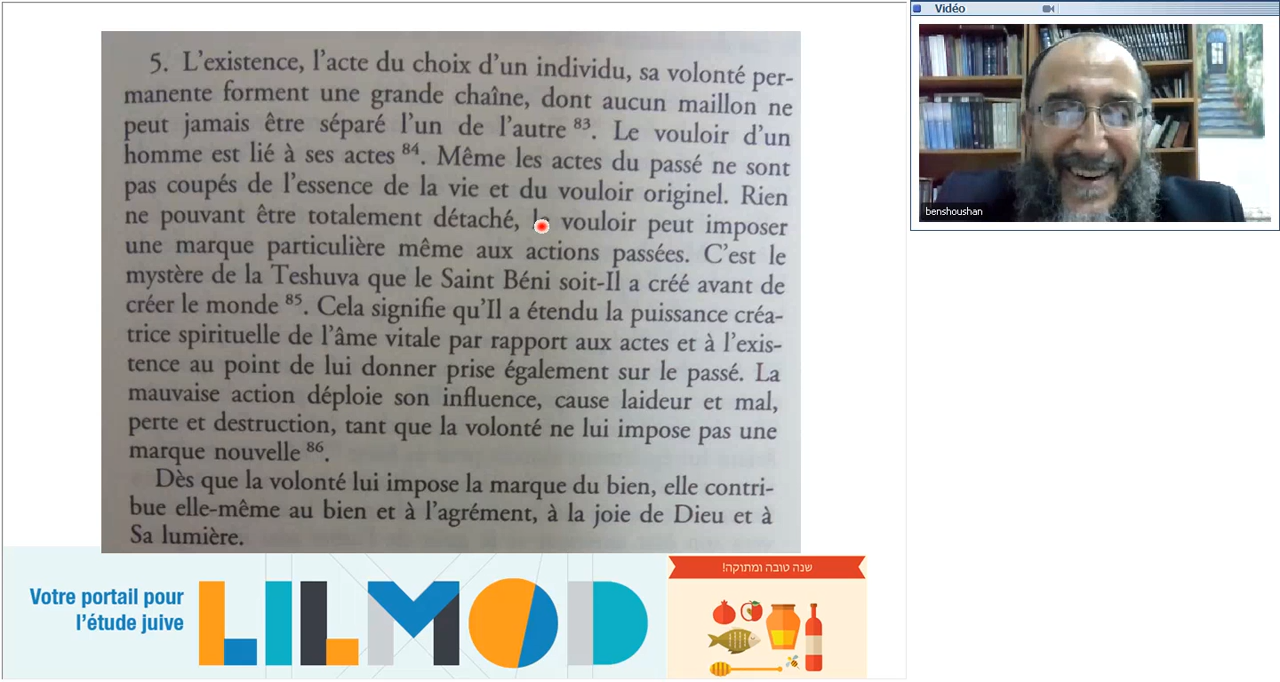 Vidéo
5. L'existence, l'acte du choix d'un individu, sa volonté per-
manente forment une grande chaîne, dont aucun maillon ne
peut jamais être séparé l'un de l'autre 83. Le vouloir d'un
homme est lié à ses actes 84. Même les actes du passé ne sont
pas coupés de l'essence de la vie et du vouloir originel. Rien
ne pouvant être totalement détaché, le vouloir peut imposer
une marque particulière même aux actions passées. C'est le
mystère de la Teshuva que le Saint Béni soit-Il a créé avant de
créer le monde 85. Cela signifie qu'Il a étendu la puissance créa-
trice spirituelle de l'âme vitale par rapport aux actes et à l'exis-
tence au point de lui donner prise également sur le passé. La
mauvaise action déploie son influence, cause laideur et mal,
perte et destruction, tant que la volonté ne lui impose pas une
marque nouvelle 86.
Dès que la volonté lui impose la marque du bien, elle contri-
bue elle-même au bien et à l'agrément, à la joie de Dieu et à
Sa lumière.
benshoushan
Votre portail pour
l'étude juive
LILMOD
שנה טובה ומתוקה!